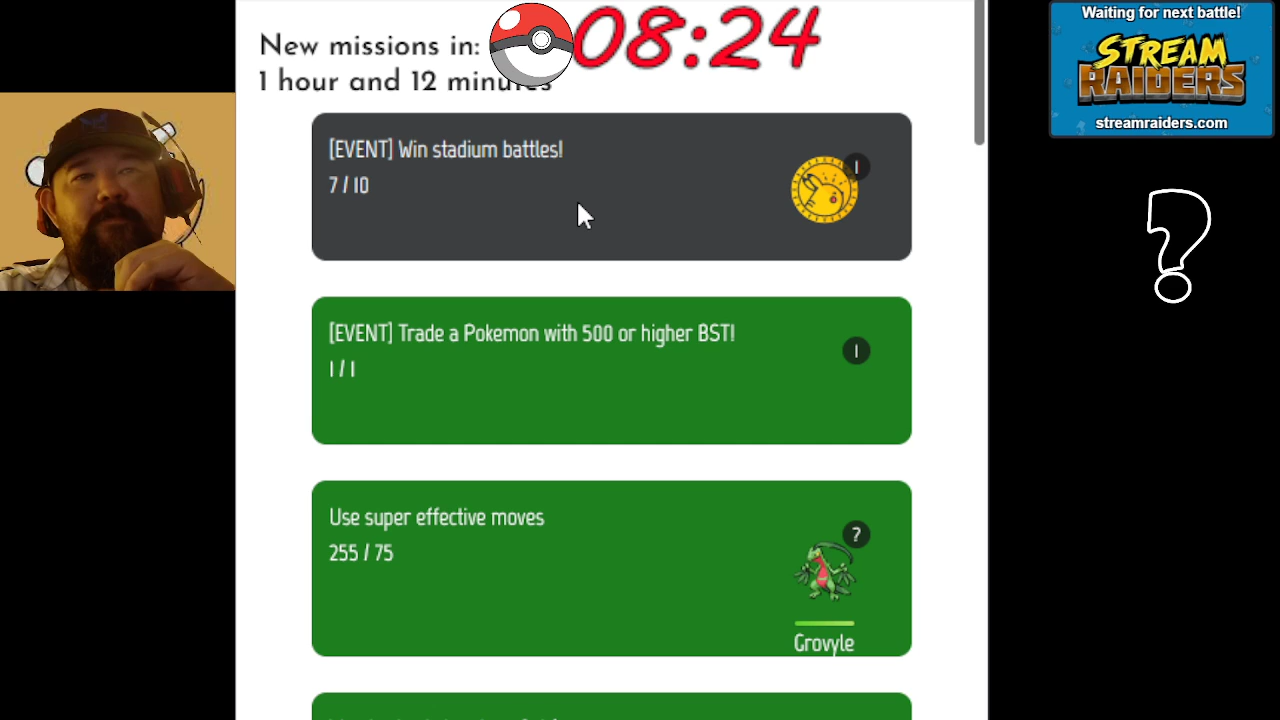 New missions in:
08:24
1 hour and 12 minutes
[EVENT] Win stadium battles!
7 / 10
1
[EVENT] Trade a Pokemon with 500 or higher BST!
1 / 1
1
Use super effective moves
255 / 75
?
Grovyle
Waiting for next battle!
STREAM
RAIDERS
streamraiders.com
?